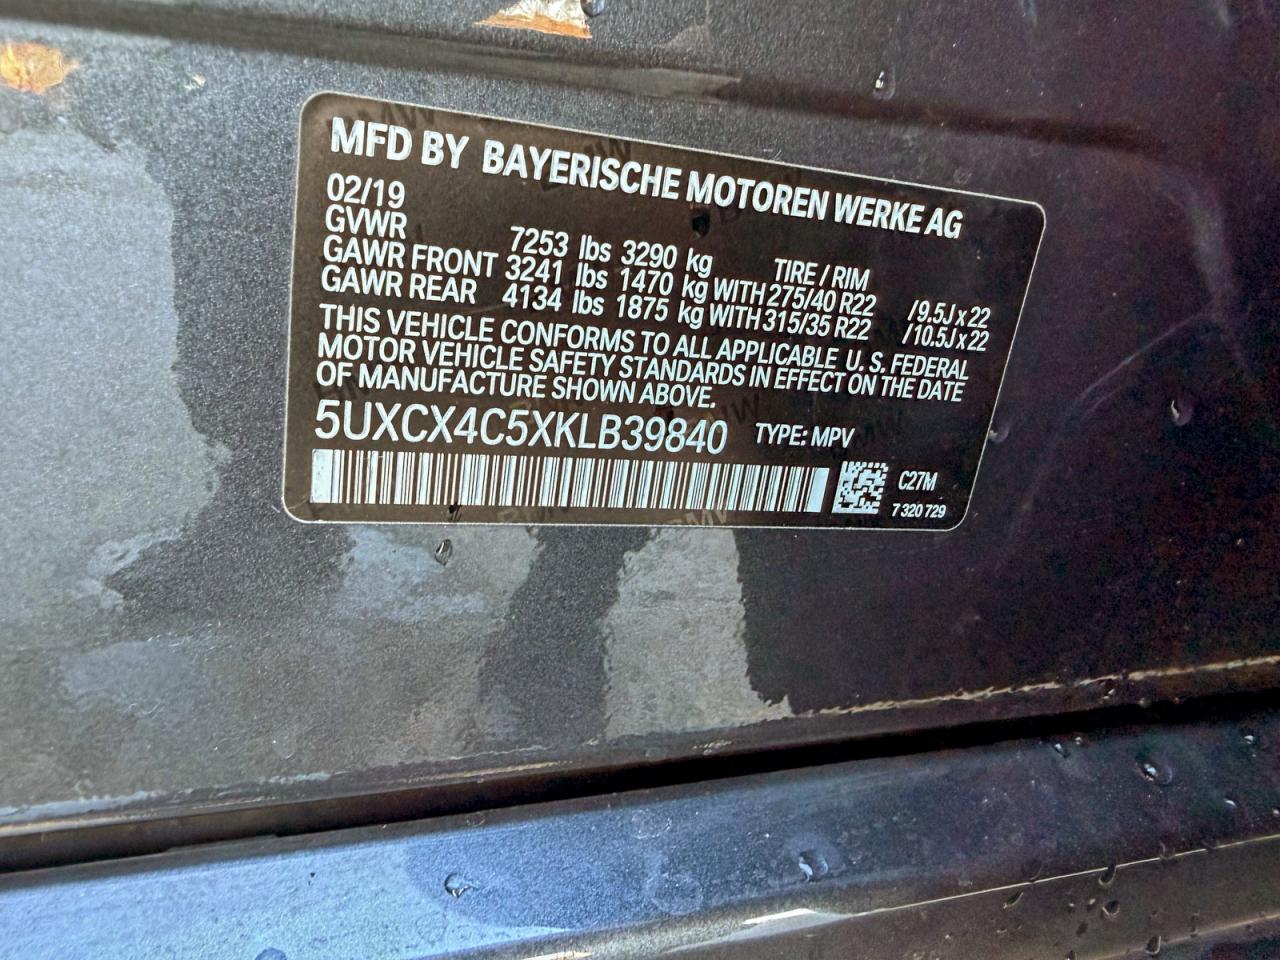 MFD BY BAYERISCHE MOTOREN WERKE AG
02/19
GVWR 7253 lbs 3290 kg TIRE / RIM
GAWR FRONT 3241 lbs 1470 kg WITH 275/40 R22 /9.5J x 22
GAWR REAR 4134 lbs 1875 kg WITH 315/35 R22 /10.5J x 22
THIS VEHICLE CONFORMS TO ALL APPLICABLE U. S. FEDERAL
MOTOR VEHICLE SAFETY STANDARDS IN EFFECT ON THE DATE
OF MANUFACTURE SHOWN ABOVE.
5UXCX4C5XKLB39840 TYPE: MPV
C27M
7 320 729